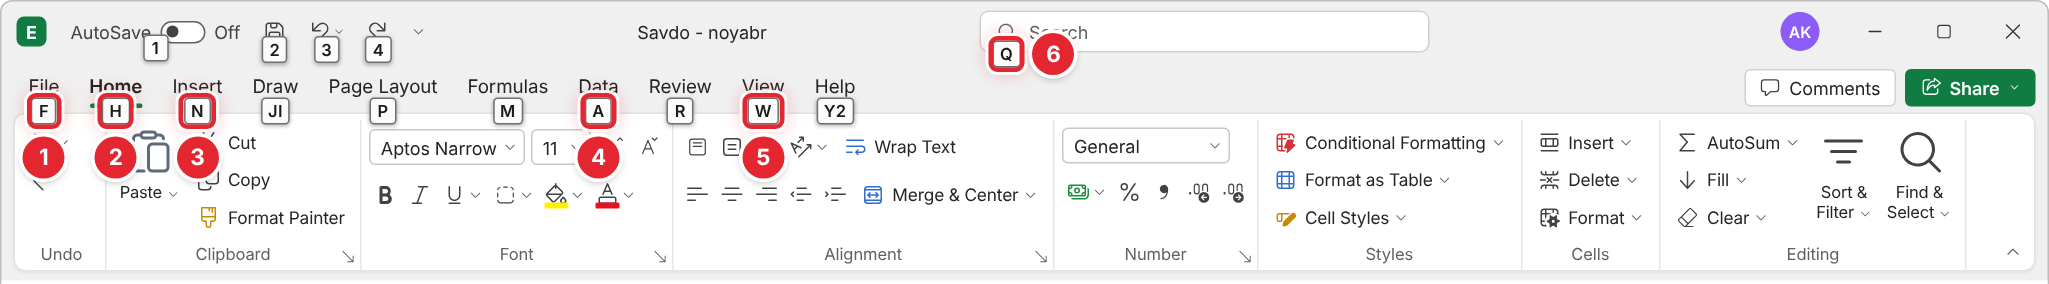 E AutoSave Off Savdo - noyabr Search AK
1 2 3 4 Q 6
File Home Insert Draw Page Layout Formulas Data Review View Help Comments Share
F H N JI P M A R W Y2
1 2 3 4 5
Cut Aptos Narrow 11 Wrap Text General Conditional Formatting Insert AutoSum
Paste Copy Format as Table Delete Fill Sort & Filter Find & Select
Format Painter B I U A Merge & Center % Cell Styles Format Clear
Undo Clipboard Font Alignment Number Styles Cells Editing